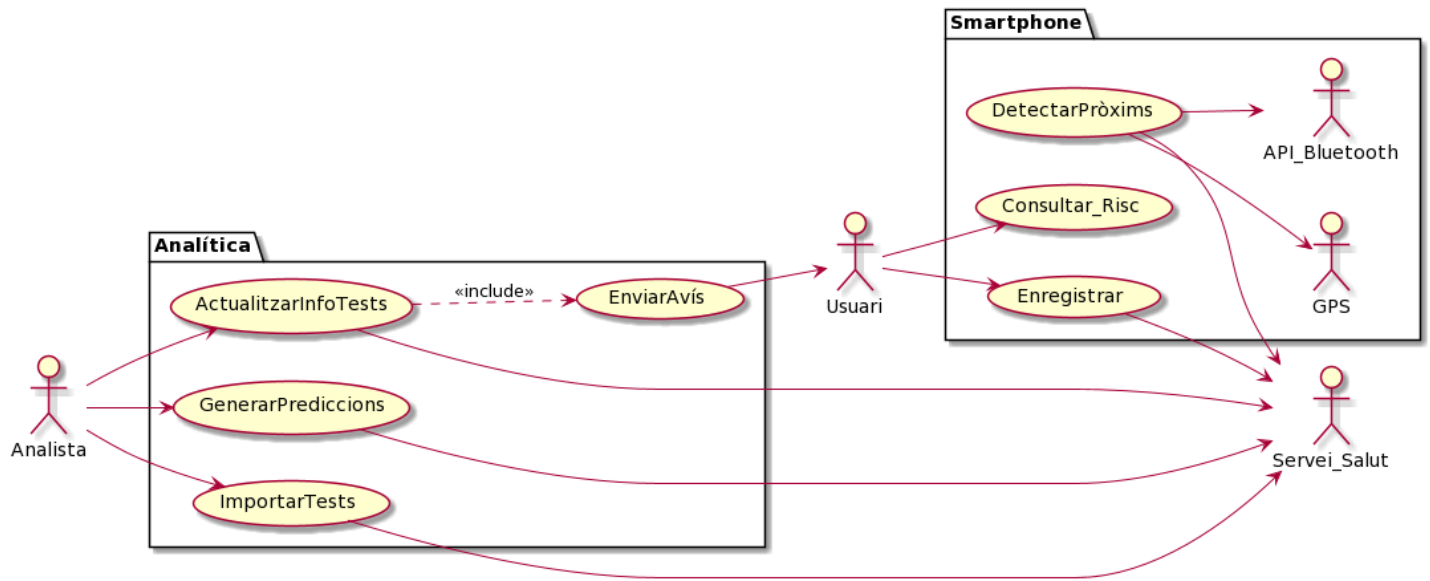 Smartphone
DetectarPròxims
API_Bluetooth
Consultar_Risc
Analítica
ActualitzarInfoTests
«include»
EnviarAvís
Usuari
Enregistrar
GPS
GenerarPrediccions
Analista
Servei_Salut
ImportarTests